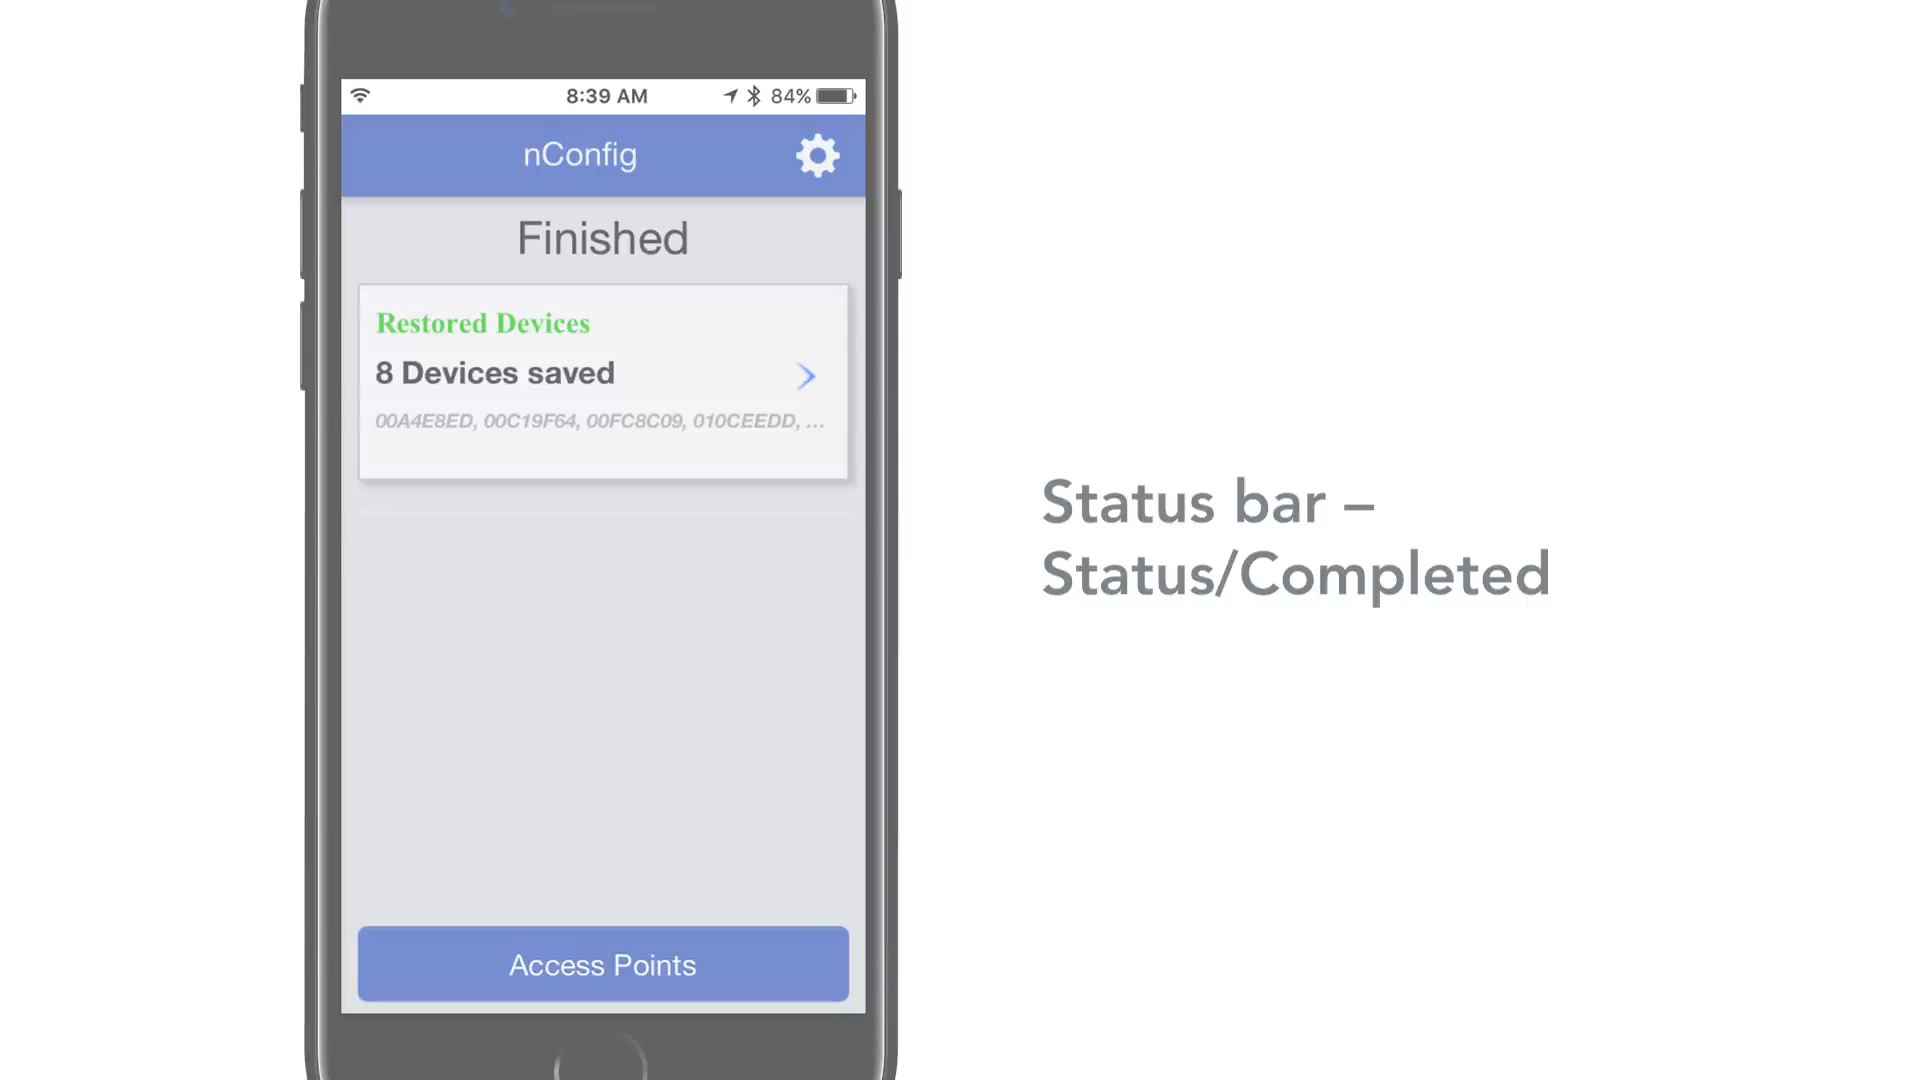 8:39 AM
84%
nConfig
Finished
Restored Devices
8 Devices saved
00A4E8ED, 00C19F64, 00FC8C09, 010CEEDD, ...
Access Points
Status bar –
Status/Completed